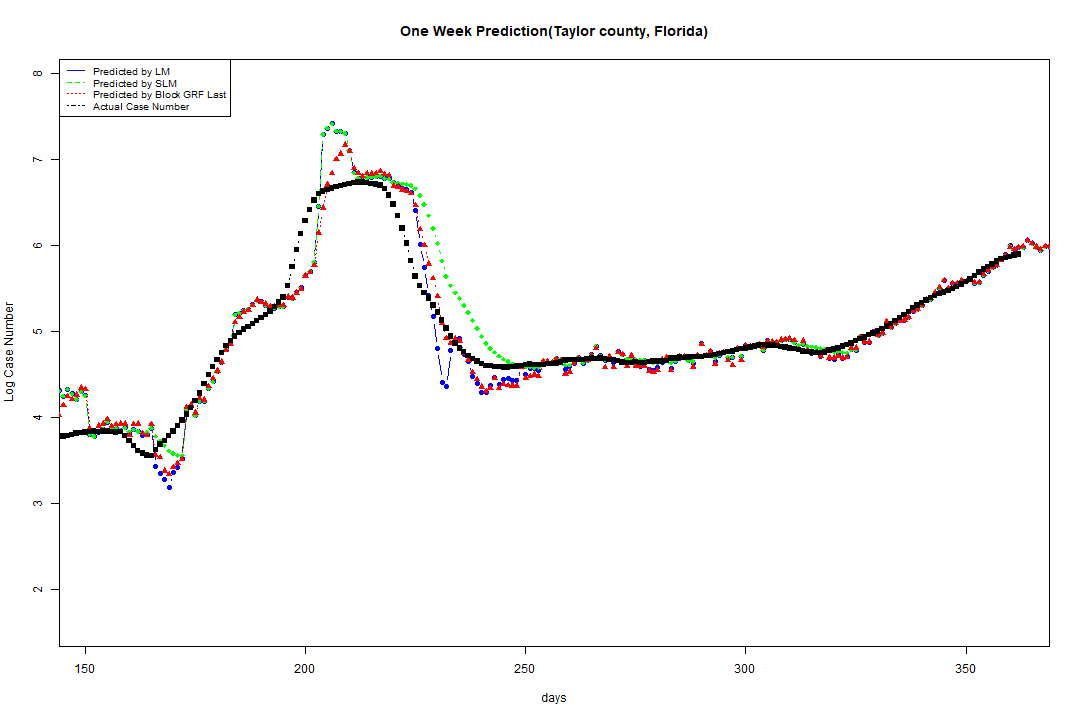 One Week Prediction(Taylor county, Florida)
Predicted by LM
Predicted by SLM
Predicted by Block GRF Last
Actual Case Number
8
7
6
5
4
3
2
Log Case Number
150
200
250
300
350
days